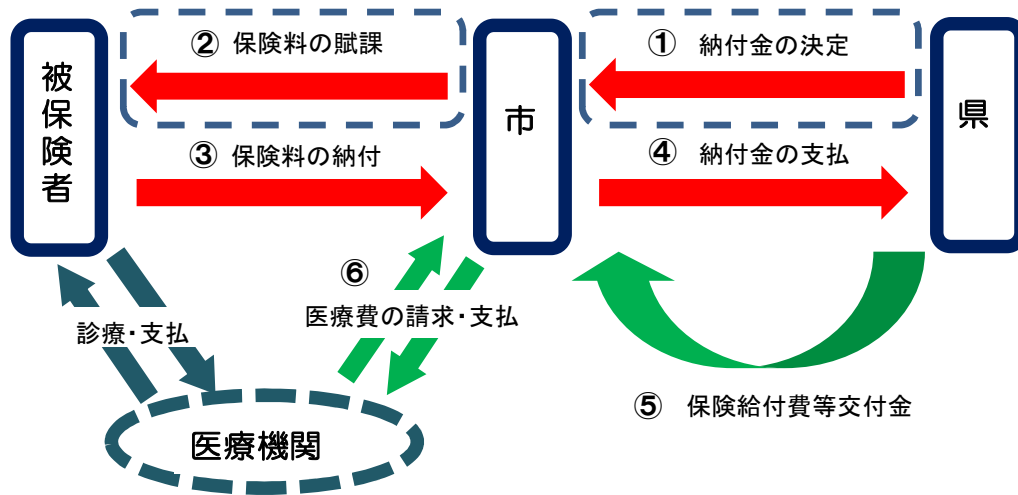 ② 保険料の賦課
① 納付金の決定
被保険者
市
県
③ 保険料の納付
④ 納付金の支払
⑥
医療費の請求・支払
診療・支払
⑤ 保険給付費等交付金
医療機関